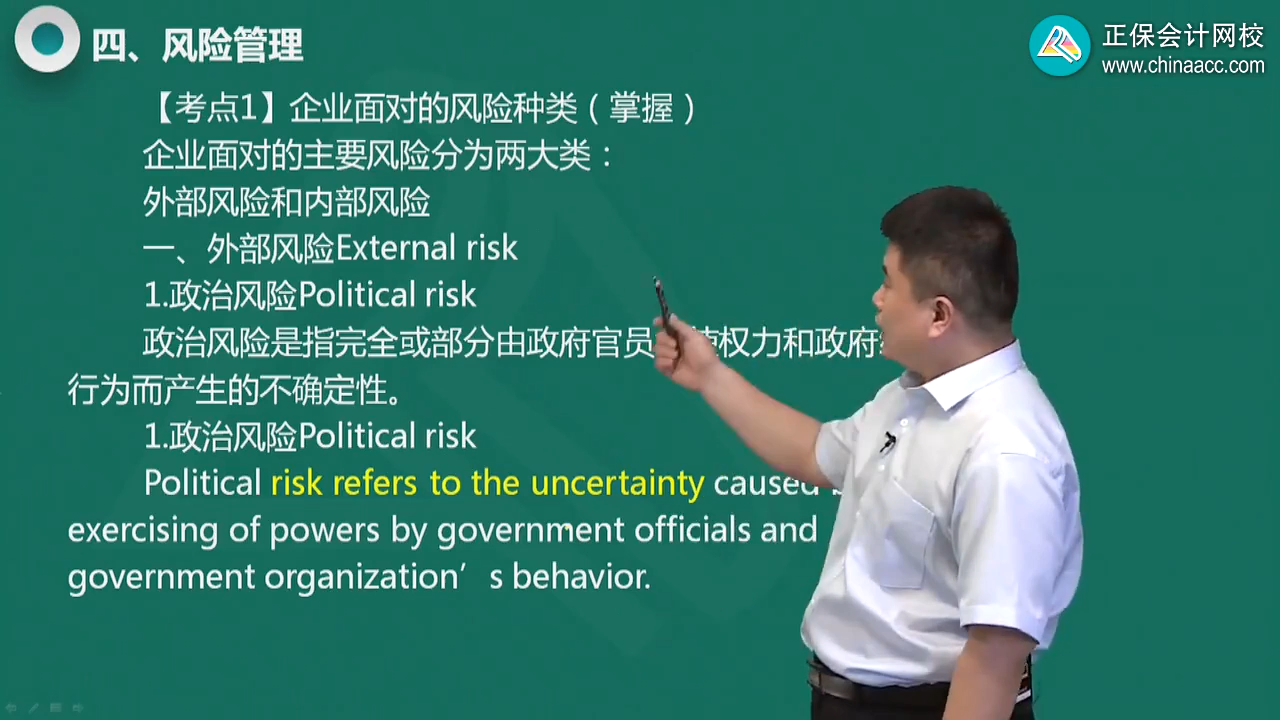 四、风险管理
正保会计网校
www.chinaacc.com
【考点1】企业面对的风险种类（掌握）
企业面对的主要风险分为两大类：
外部风险和内部风险
一、外部风险External risk
1.政治风险Political risk
政治风险是指完全或部分由政府官员 使权力和政府
行为而产生的不确定性。
1.政治风险Political risk
Political risk refers to the uncertainty caused
exercising of powers by government officials and
government organization’s behavior.